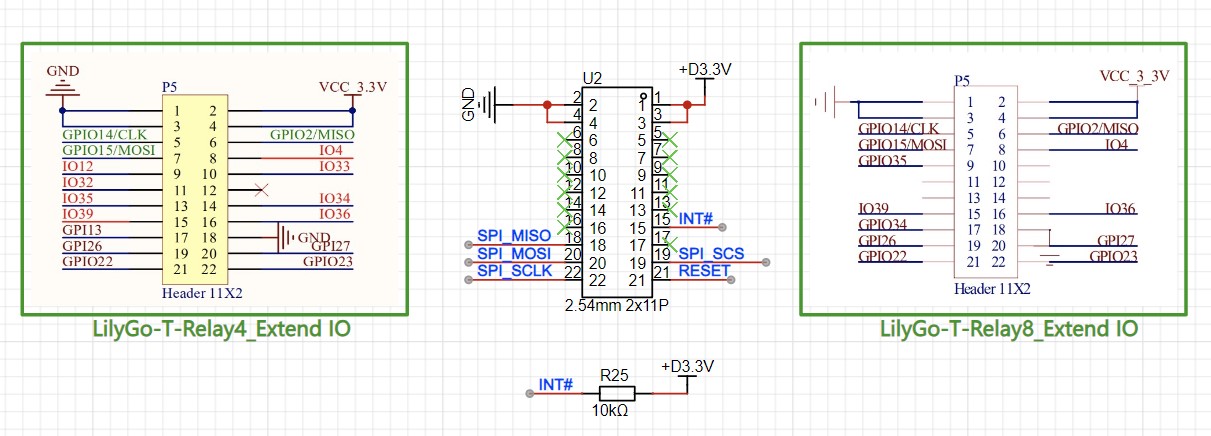 GND
P5
VCC_3.3V
1 2
3 4
GPIO14/CLK 5 6 GPIO2/MISO
GPIO15/MOSI 7 8 IO4
IO12 9 10 IO33
IO32 11 12
IO35 13 14 IO34
IO39 15 16 IO36
GPI13 17 18 GND
GPI26 19 20 GPI27
GPIO22 21 22 GPIO23
Header 11X2
LilyGo-T-Relay4_Extend IO
U2
+D3.3V
GND
2 2 1 1
4 4 3 3
6 6 5 5
8 8 7 7
10 10 9 9
12 12 11 11
14 14 13 13
16 16 15 15 INT#
SPI_MISO 18 18 17 17
SPI_MOSI 20 20 19 19 SPI_SCS
SPI_SCLK 22 22 21 21 RESET
2.54mm 2x11P
P5
VCC_3_3V
1 2
3 4
GPIO14/CLK 5 6 GPIO2/MISO
GPIO15/MOSI 7 8 IO4
GPIO35 9 10
11 12
13 14
IO39 15 16 IO36
GPIO34 17 18
GPI26 19 20 GPI27
GPIO22 21 22 GPIO23
Header 11X2
LilyGo-T-Relay8_Extend IO
INT#
R25
10kΩ
+D3.3V